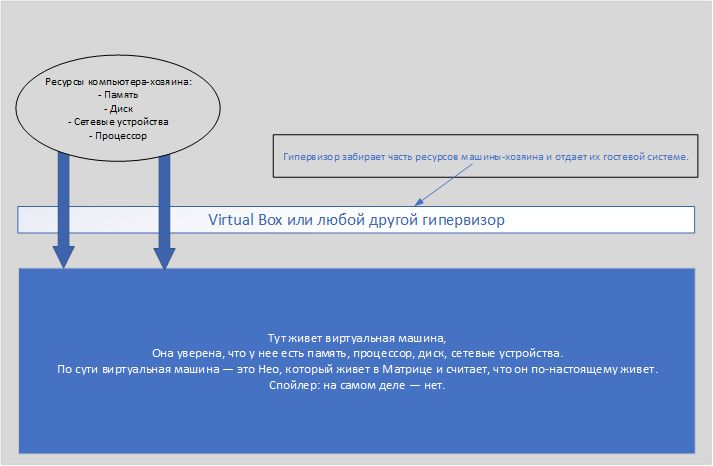 Ресурсы компьютера-хозяина:
- Память
- Диск
- Сетевые устройства
- Процессор
Гипервизор забирает часть ресурсов машины-хозяина и отдает их гостевой системе.
Virtual Box или любой другой гипервизор
Тут живет виртуальная машина,
Она уверена, что у нее есть память, процессор, диск, сетевые устройства.
По сути виртуальная машина — это Нео, который живет в Матрице и считает, что он по-настоящему живет.
Спойлер: на самом деле — нет.